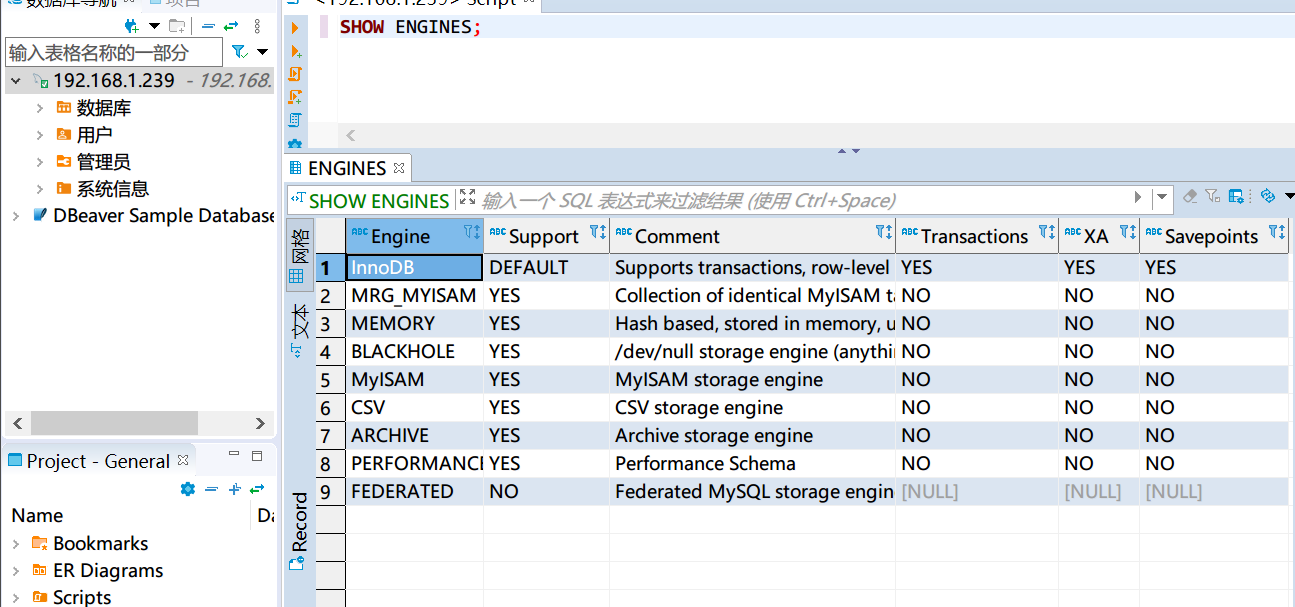 数据库导航
项目
<192.168.1.239> Script
输入表格名称的一部分
192.168.1.239 - 192.168.
数据库
用户
管理员
系统信息
DBeaver Sample Database
Project - General
Name
Bookmarks
ER Diagrams
Scripts
SHOW ENGINES;
ENGINES
SHOW ENGINES 输入一个 SQL 表达式来过滤结果 (使用 Ctrl+Space)
网格
文本
Record
ABC Engine ABC Support ABC Comment ABC Transactions ABC XA ABC Savepoints
1 InnoDB DEFAULT Supports transactions, row-level YES YES YES
2 MRG_MYISAM YES Collection of identical MyISAM NO NO NO
3 MEMORY YES Hash based, stored in memory, NO NO NO
4 BLACKHOLE YES /dev/null storage engine (anythi NO NO NO
5 MyISAM YES MyISAM storage engine NO NO NO
6 CSV YES CSV storage engine NO NO NO
7 ARCHIVE YES Archive storage engine NO NO NO
8 PERFORMANCE YES Performance Schema NO NO NO
9 FEDERATED NO Federated MySQL storage engin [NULL] [NULL] [NULL]